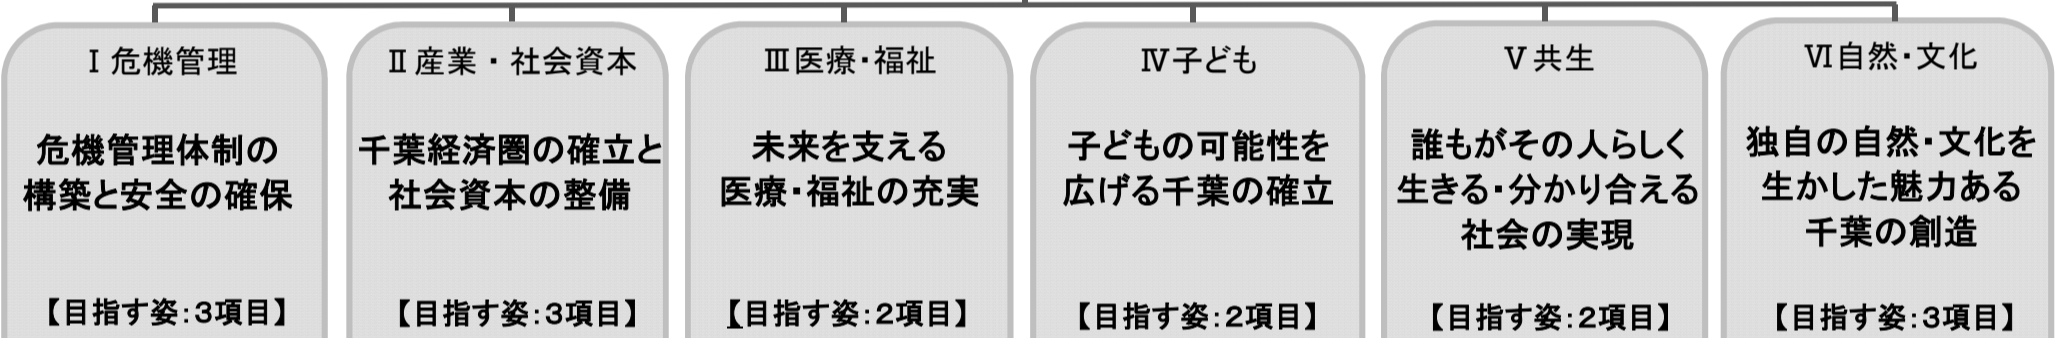 Ⅰ 危機管理
危機管理体制の
構築と安全の確保
【目指す姿:3項目】
Ⅱ 産業・社会資本
千葉経済圏の確立と
社会資本の整備
【目指す姿:3項目】
Ⅲ医療・福祉
未来を支える
医療・福祉の充実
【目指す姿:2項目】
Ⅳ子ども
子どもの可能性を
広げる千葉の確立
【目指す姿:2項目】
Ⅴ共生
誰もがその人らしく
生きる・分かり合える
社会の実現
【目指す姿:2項目】
Ⅵ自然・文化
独自の自然・文化を
生かした魅力ある
千葉の創造
【目指す姿:3項目】